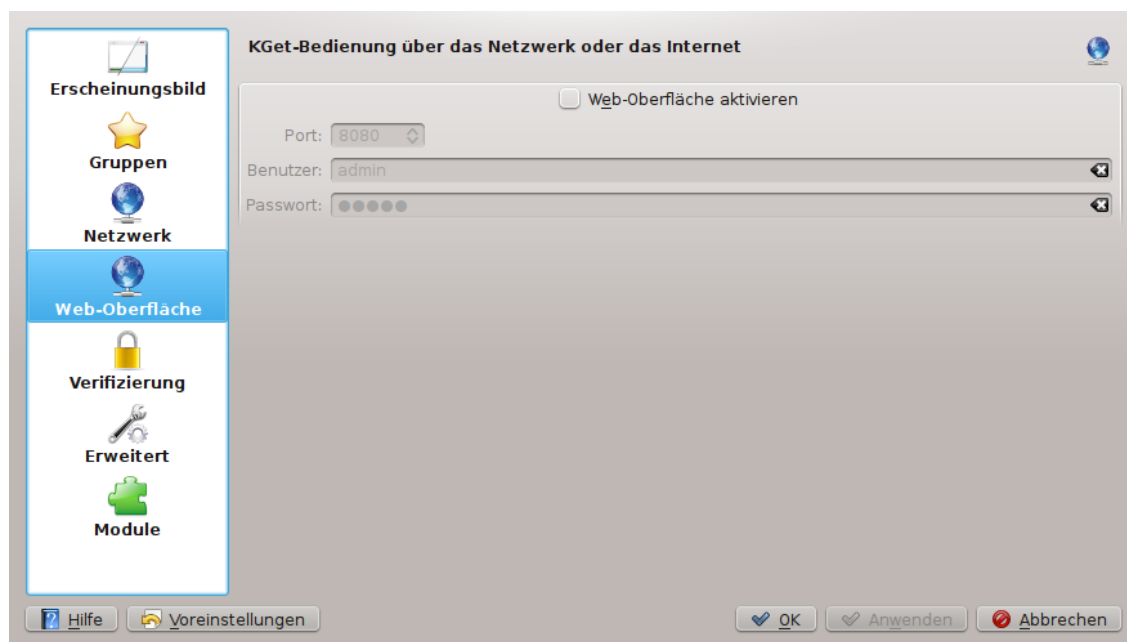 KGet-Bedienung über das Netzwerk oder das Internet
Erscheinungsbild
Gruppen
Netzwerk
Web-Oberfläche
Verifizierung
Erweitert
Module
Web-Oberfläche aktivieren
Port: 8080
Benutzer: admin
Passwort: ●●●●●
Hilfe
Voreinstellungen
OK
Anwenden
Abbrechen